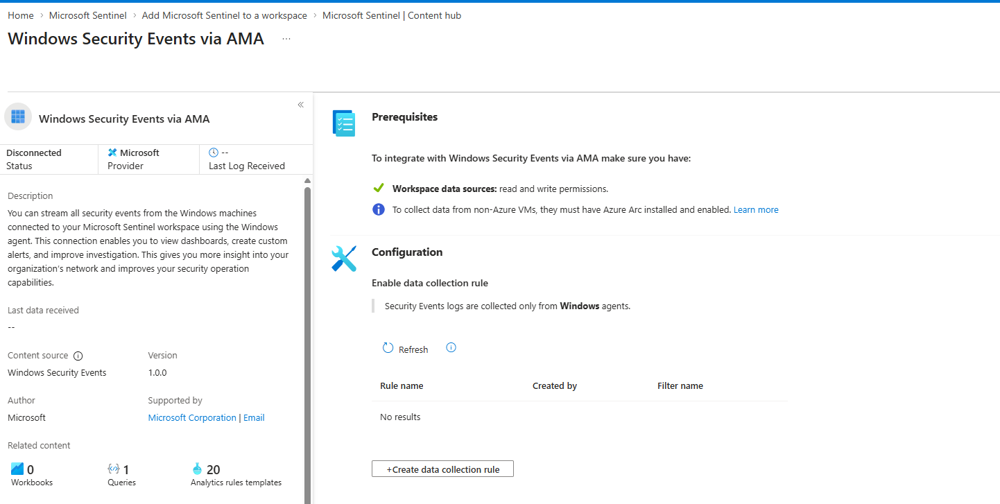 Home > Microsoft Sentinel > Add Microsoft Sentinel to a workspace > Microsoft Sentinel | Content hub
Windows Security Events via AMA ...
«
Windows Security Events via AMA
Disconnected
Status
Microsoft
Provider
--
Last Log Received
Description
You can stream all security events from the Windows machines
connected to your Microsoft Sentinel workspace using the Windows
agent. This connection enables you to view dashboards, create custom
alerts, and improve investigation. This gives you more insight into your
organization's network and improves your security operation
capabilities.
Last data received
--
Content source
Windows Security Events
Version
1.0.0
Author
Microsoft
Supported by
Microsoft Corporation | Email
Related content
0
Workbooks
1
Queries
20
Analytics rules templates
Prerequisites
To integrate with Windows Security Events via AMA make sure you have:
Workspace data sources: read and write permissions.
To collect data from non-Azure VMs, they must have Azure Arc installed and enabled. Learn more
Configuration
Enable data collection rule
Security Events logs are collected only from Windows agents.
Refresh
Rule name Created by Filter name
No results
+Create data collection rule